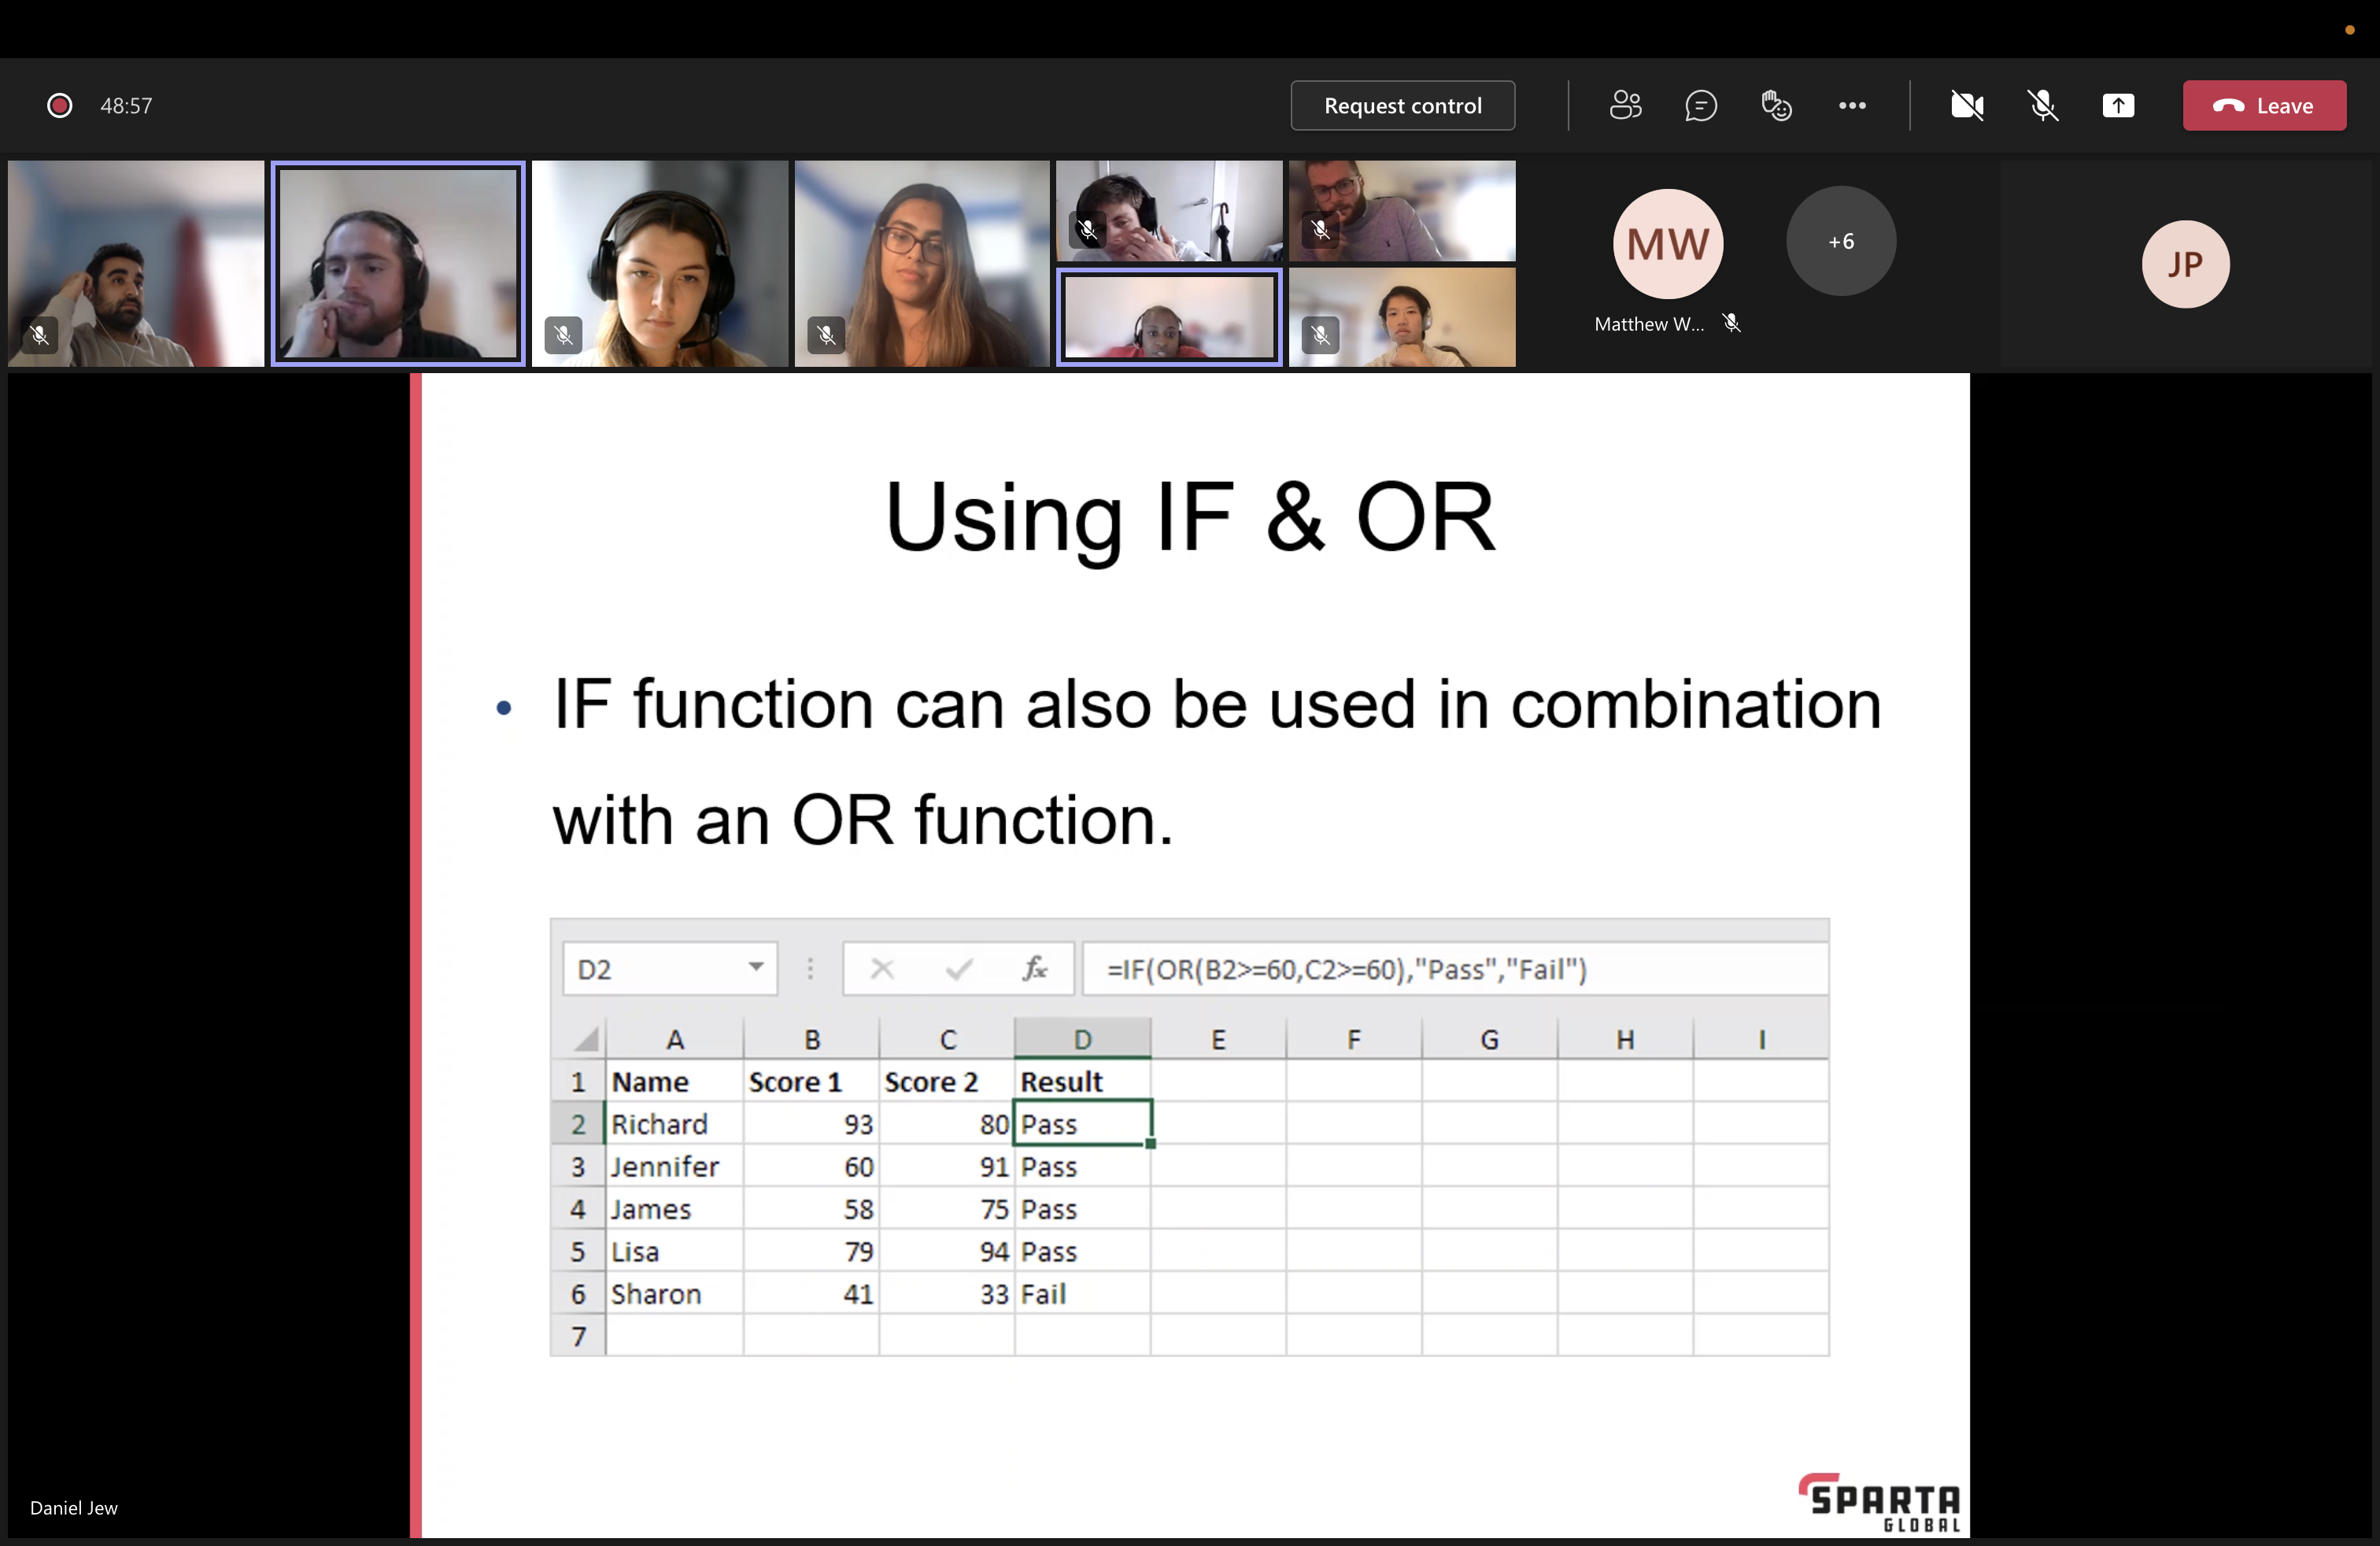 48:57
Request control
Leave
MW
+6
JP
Matthew W...
Using IF & OR
• IF function can also be used in combination
with an OR function.
D2 fx =IF(OR(B2>=60,C2>=60),"Pass","Fail")
A B C D E F G H I
1 Name Score 1 Score 2 Result
2 Richard 93 80 Pass
3 Jennifer 60 91 Pass
4 James 58 75 Pass
5 Lisa 79 94 Pass
6 Sharon 41 33 Fail
7
Daniel Jew
SPARTA
GLOBAL